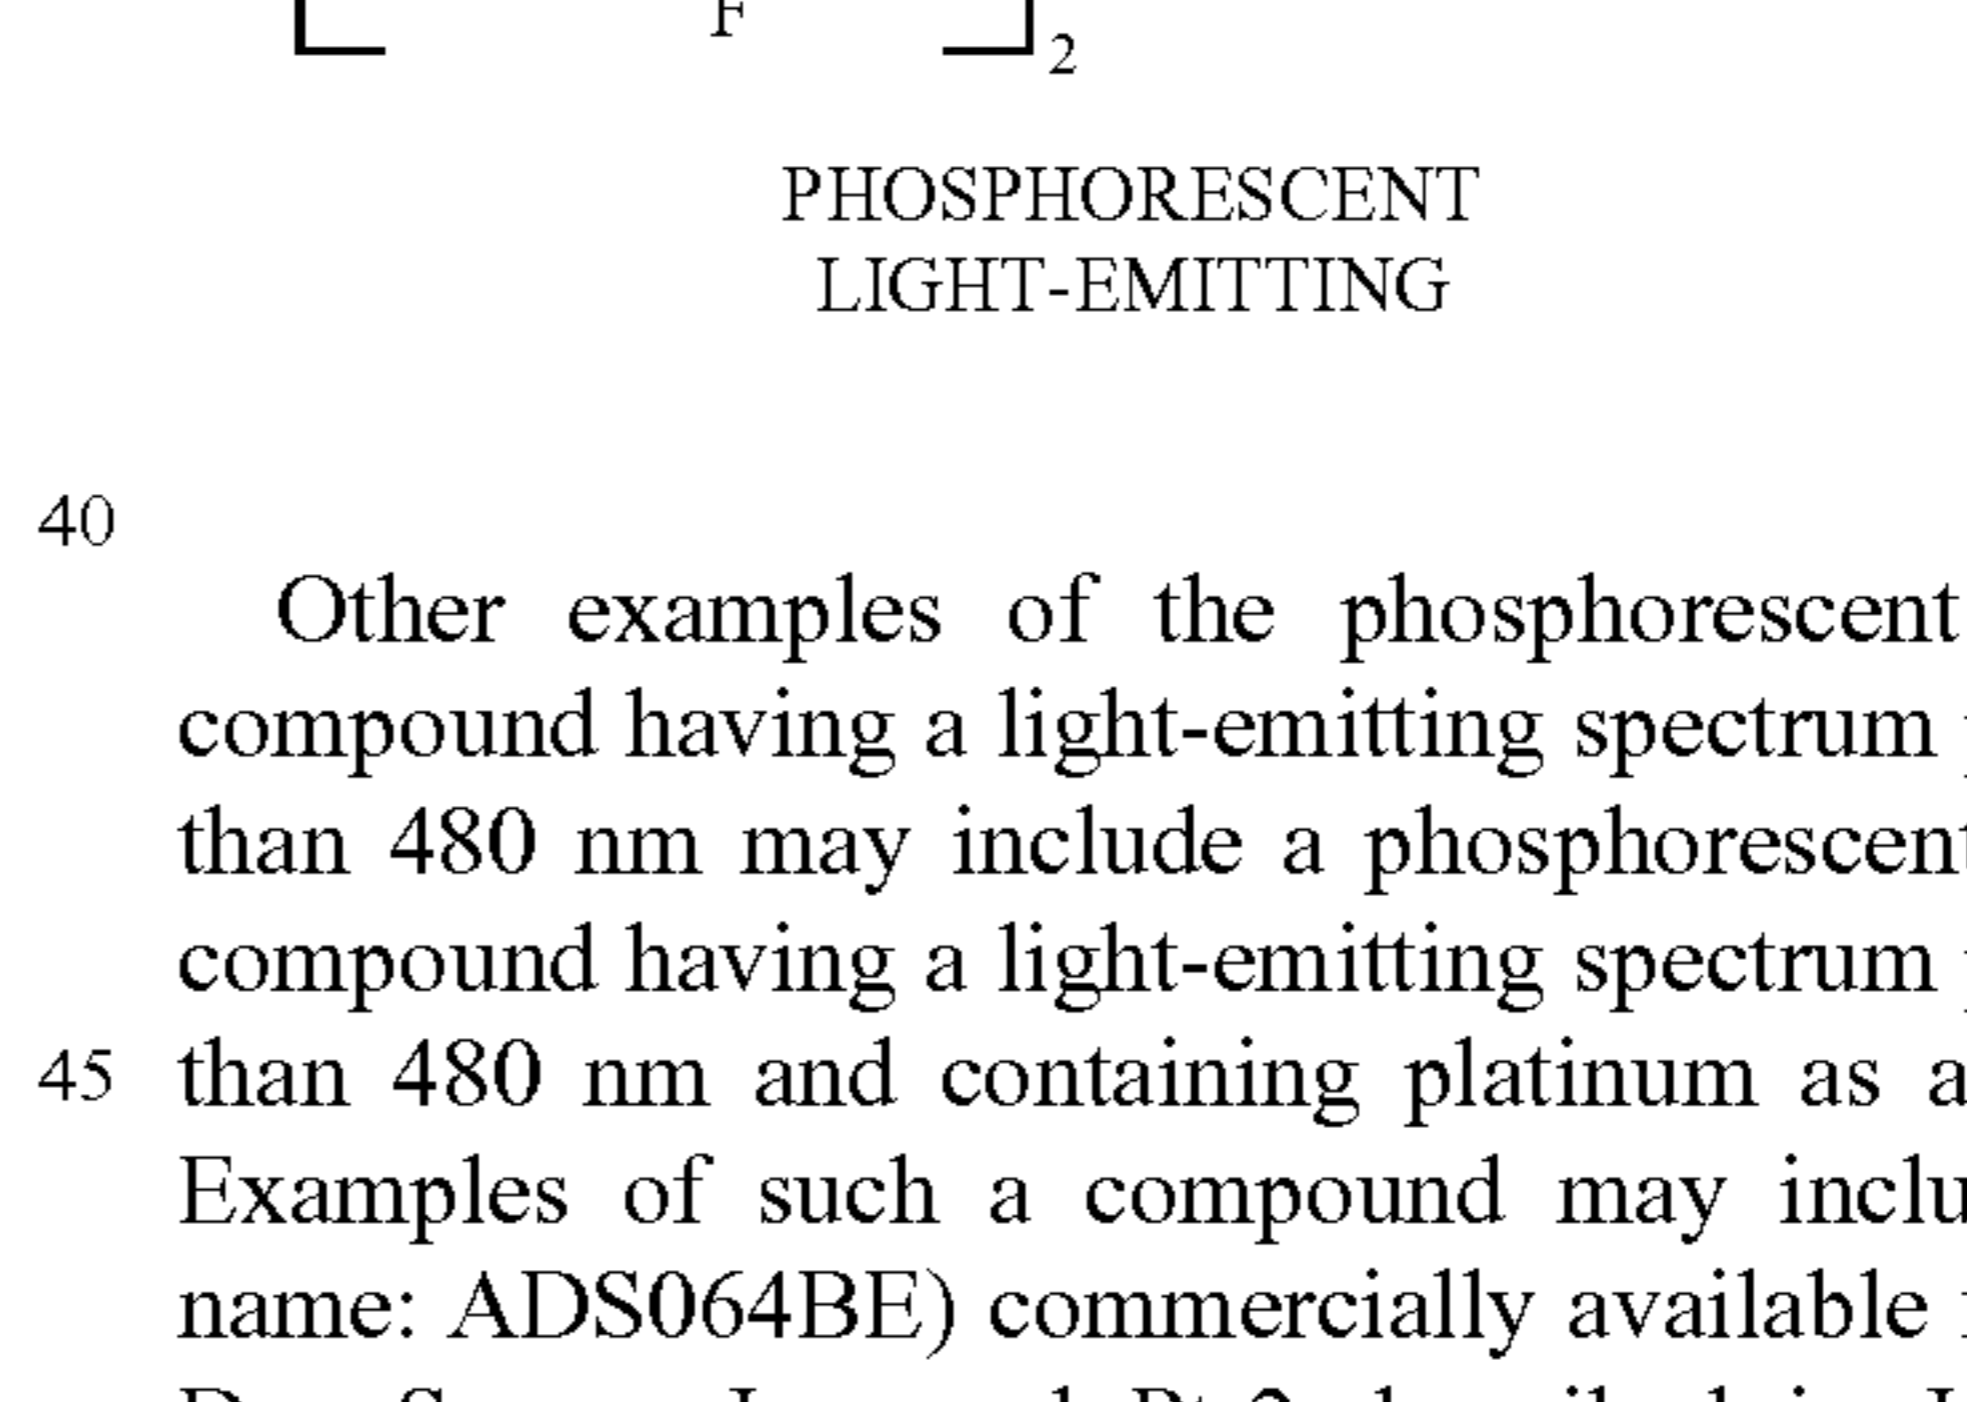 F
2
PHOSPHORESCENT
LIGHT-EMITTING
40
Other examples of the phosphorescent
compound having a light-emitting spectrum
than 480 nm may include a phosphorescent
compound having a light-emitting spectrum
45 than 480 nm and containing platinum as a
Examples of such a compound may inclu
name: ADS064BE) commercially available